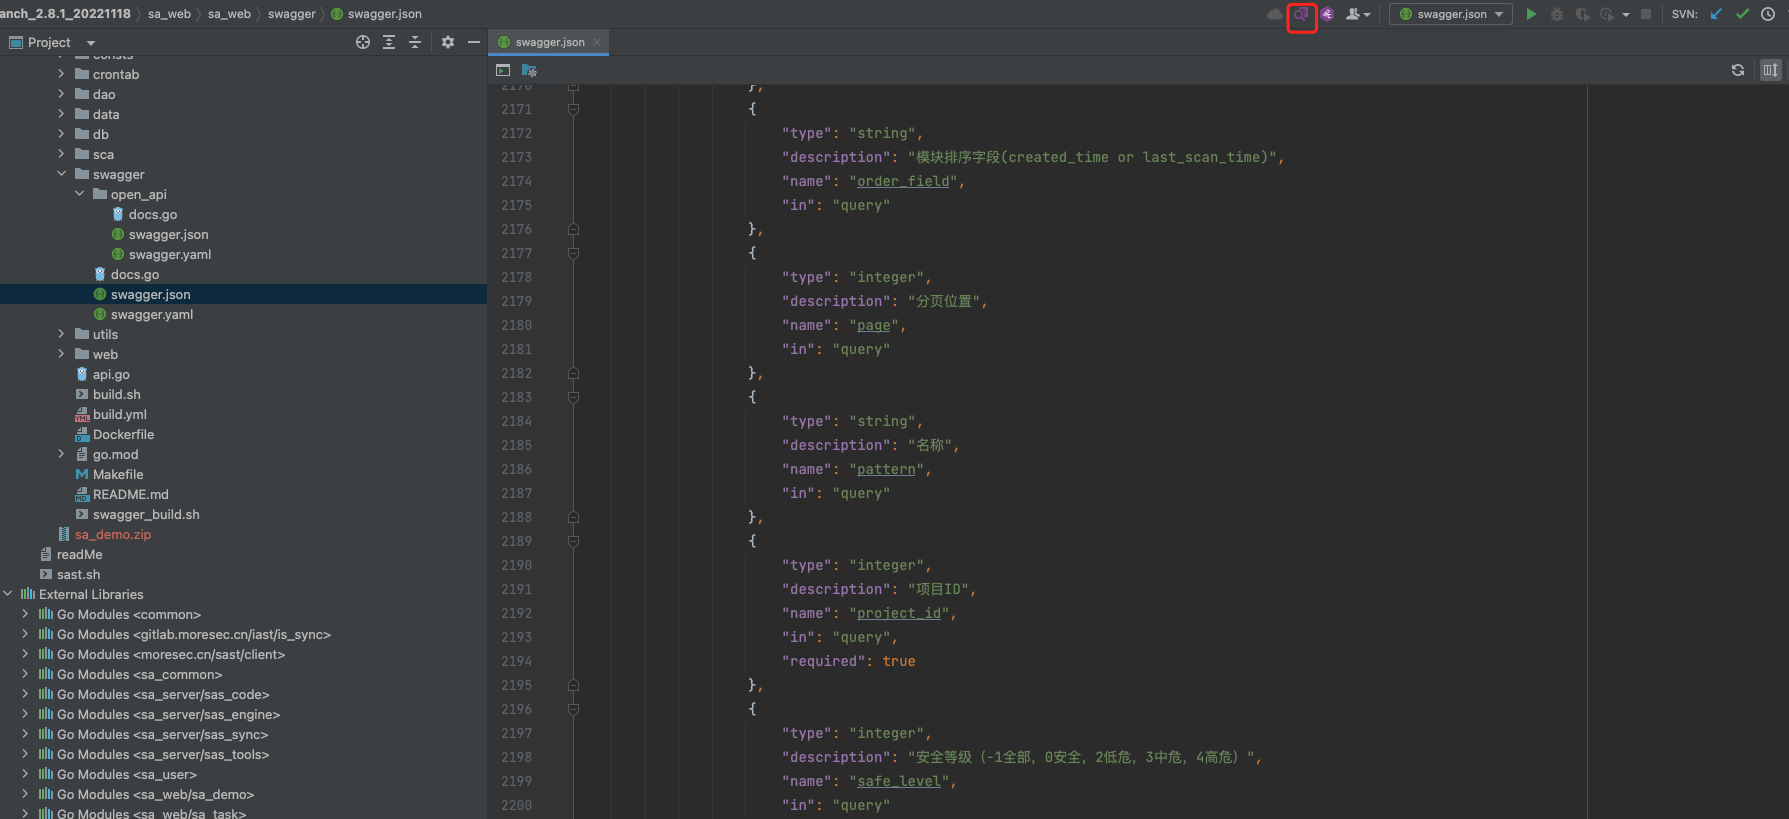 anch_2.8.1_20221118 sa_web sa_web swagger swagger.json
swagger.json
SVN:
Project
swagger.json
consts
crontab
dao
data
db
sca
swagger
open_api
docs.go
swagger.json
swagger.yaml
docs.go
swagger.json
swagger.yaml
utils
web
api.go
build.sh
build.yml
Dockerfile
go.mod
Makefile
README.md
swagger_build.sh
sa_demo.zip
readMe
sast.sh
External Libraries
Go Modules <common>
Go Modules <gitlab.moresec.cn/iast/is_sync>
Go Modules <moresec.cn/sast/client>
Go Modules <sa_common>
Go Modules <sa_server/sas_code>
Go Modules <sa_server/sas_engine>
Go Modules <sa_server/sas_sync>
Go Modules <sa_server/sas_tools>
Go Modules <sa_user>
Go Modules <sa_web/sa_demo>
Go Modules <sa_web/sa_task>
2170 },
2171 {
2172 "type": "string",
2173 "description": "模块排序字段(created_time or last_scan_time)",
2174 "name": "order_field",
2175 "in": "query"
2176 },
2177 {
2178 "type": "integer",
2179 "description": "分页位置",
2180 "name": "page",
2181 "in": "query"
2182 },
2183 {
2184 "type": "string",
2185 "description": "名称",
2186 "name": "pattern",
2187 "in": "query"
2188 },
2189 {
2190 "type": "integer",
2191 "description": "项目ID",
2192 "name": "project_id",
2193 "in": "query",
2194 "required": true
2195 },
2196 {
2197 "type": "integer",
2198 "description": "安全等级（-1全部，0安全，2低危，3中危，4高危）",
2199 "name": "safe_level",
2200 "in": "query"